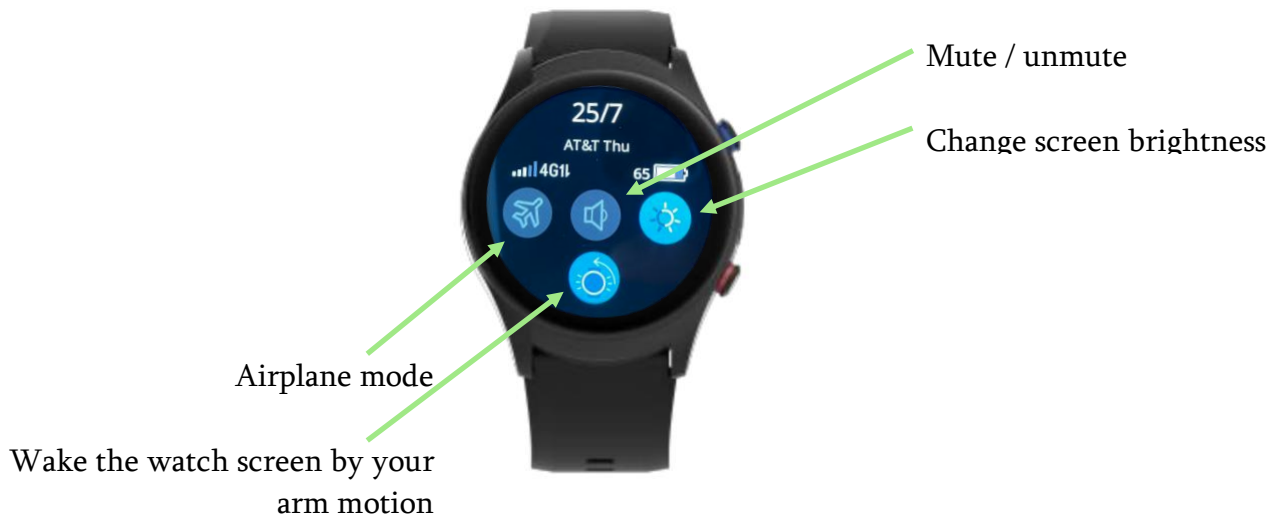 Mute / unmute
Change screen brightness
25/7
AT&T Thu
4G
65
Airplane mode
Wake the watch screen by your
arm motion